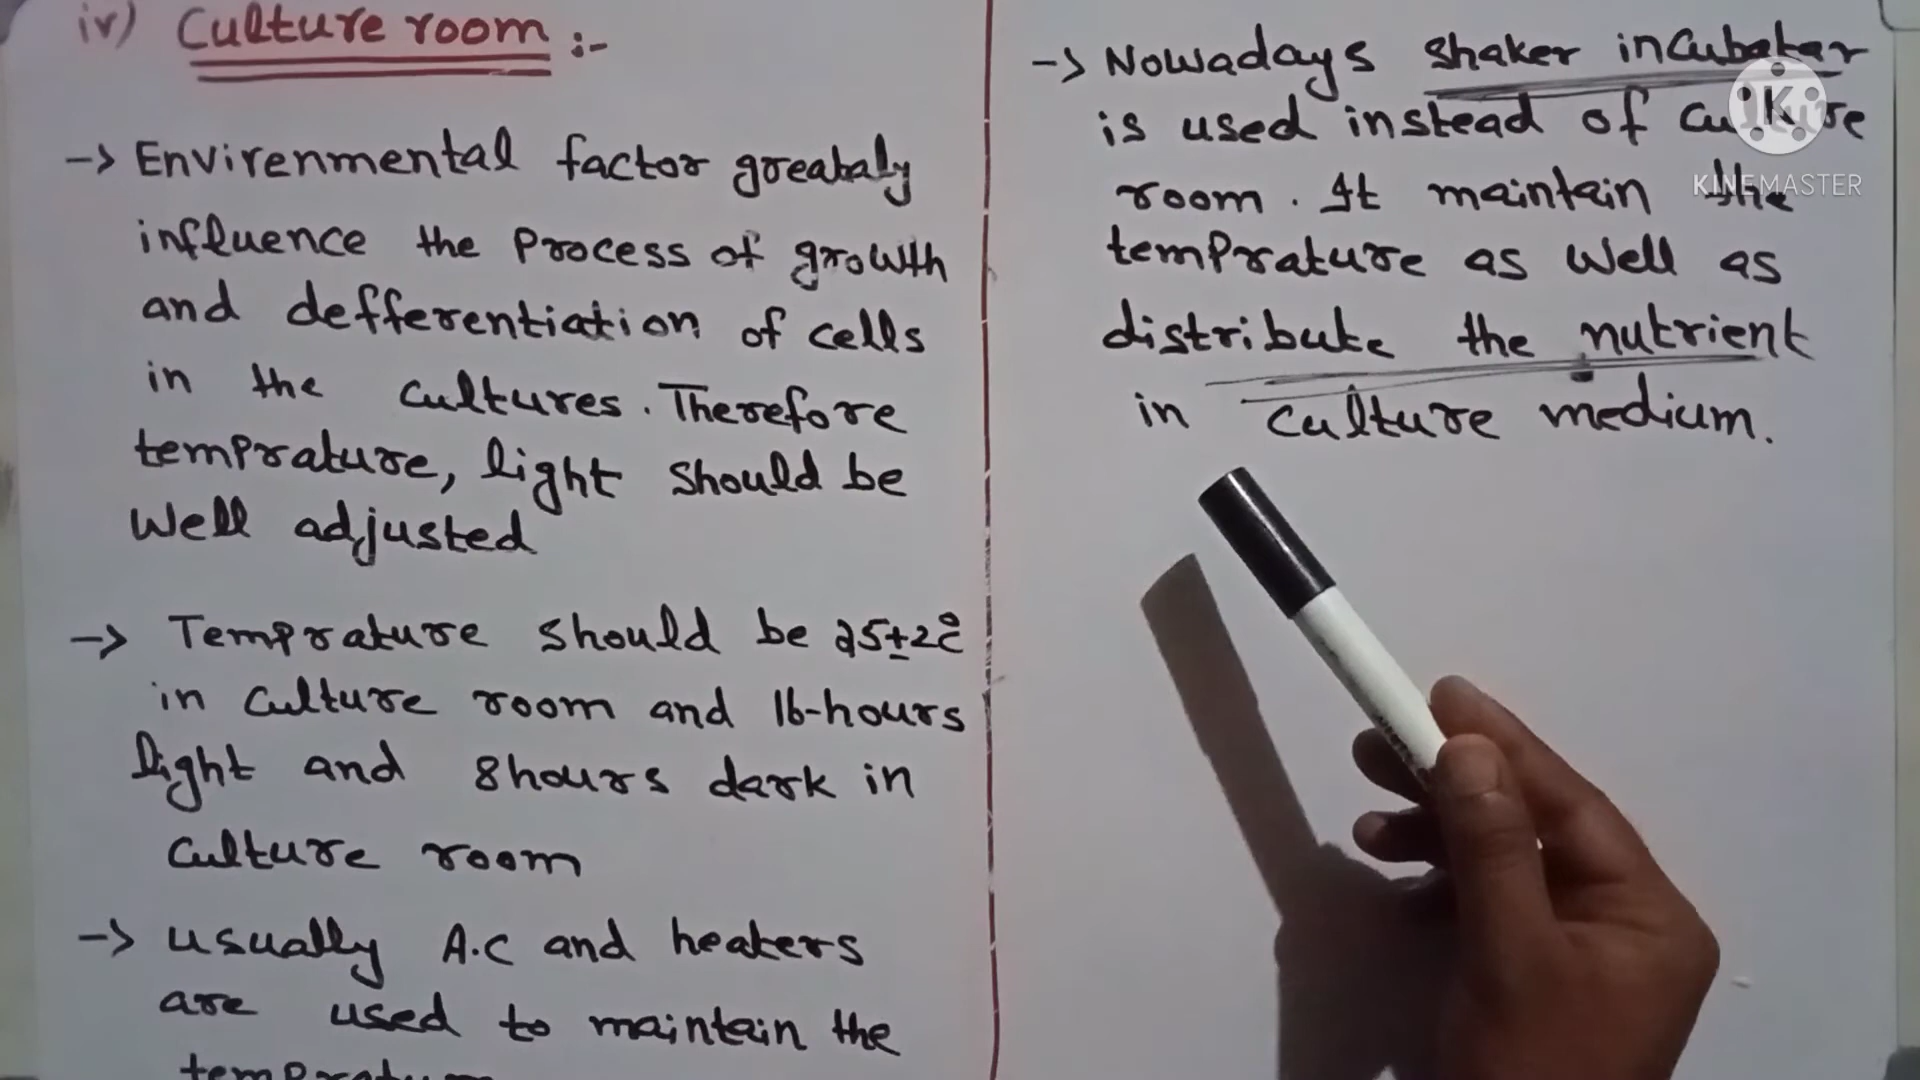 iv) Culture room :-
-> Envirenmental factor greataly
influence the process of growth
and defferentiation of cells
in the cultures. Therefore
temprature, light should be
well adjusted
-> Temprature should be 25±2°C
in culture room and 16-hours
light and 8hours dark in
culture room
-> usually A.C and heaters
are used to maintain the
-> Nowadays shaker incubater
is used instead of culture
room. It maintain the
temprature as well as
distribute the nutrient
in culture medium.
KINEMASTER